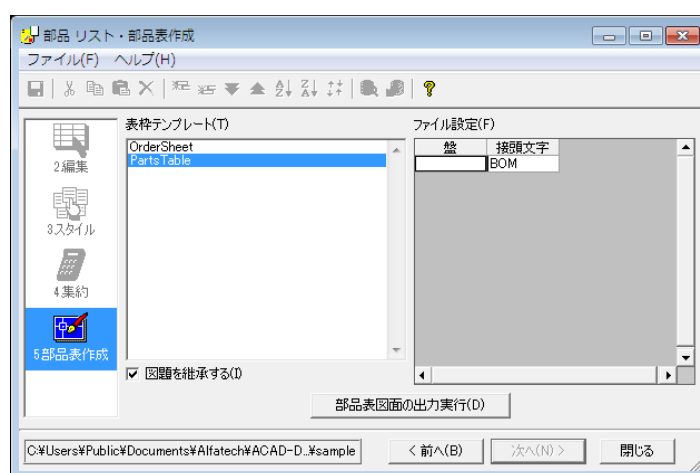 部品 リスト・部品表作成
ファイル(F) ヘルプ(H)
表枠テンプレート(T)
ファイル設定(F)
OrderSheet
PartsTable
盤 接頭文字
BOM
2編集
3.スタイル
4.集約
5部品表作成
図題を継承する(I)
部品表図面の出力実行(D)
C:¥Users¥Public¥Documents¥Alfatech¥ACAD-D..¥sample
< 前へ(B)
次へ(N) >
閉じる